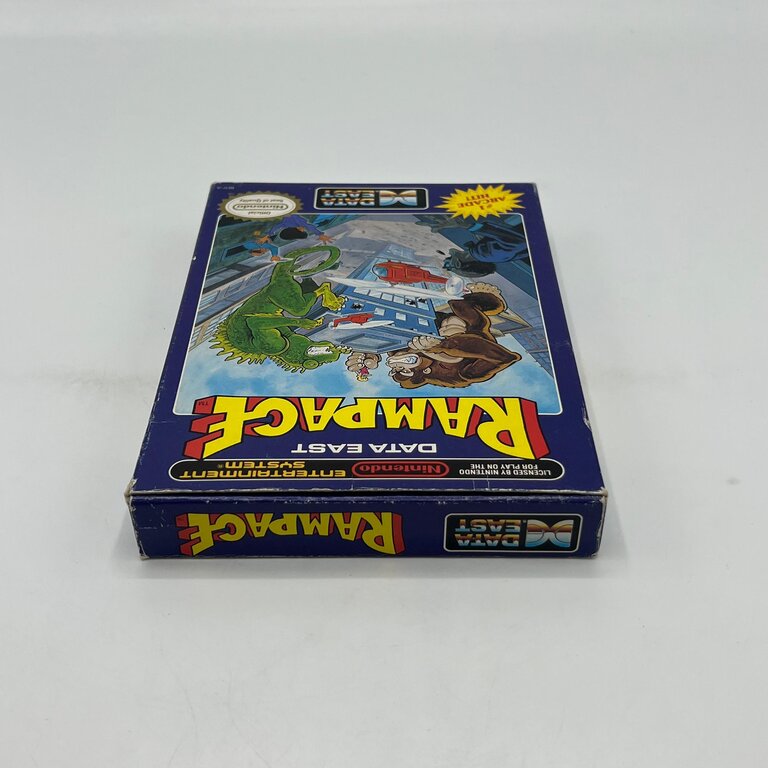 LICENSED BY NINTENDO
FOR PLAY ON THE
Nintendo
ENTERTAINMENT
SYSTEM®
DATA EAST
RAMPAGE™
#1
ARCADE
HIT!
DATA
EAST
Official
Nintendo
Seal of Quality
RAMPAGE
DATA
EAST